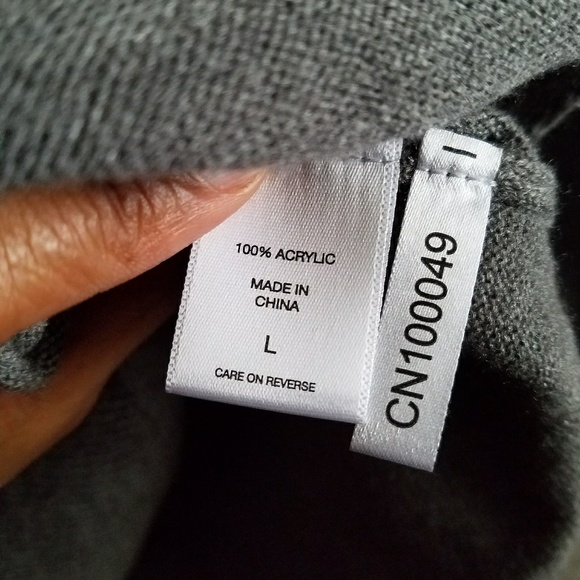 100% ACRYLIC
MADE IN
CHINA
L
CARE ON REVERSE
CN100049